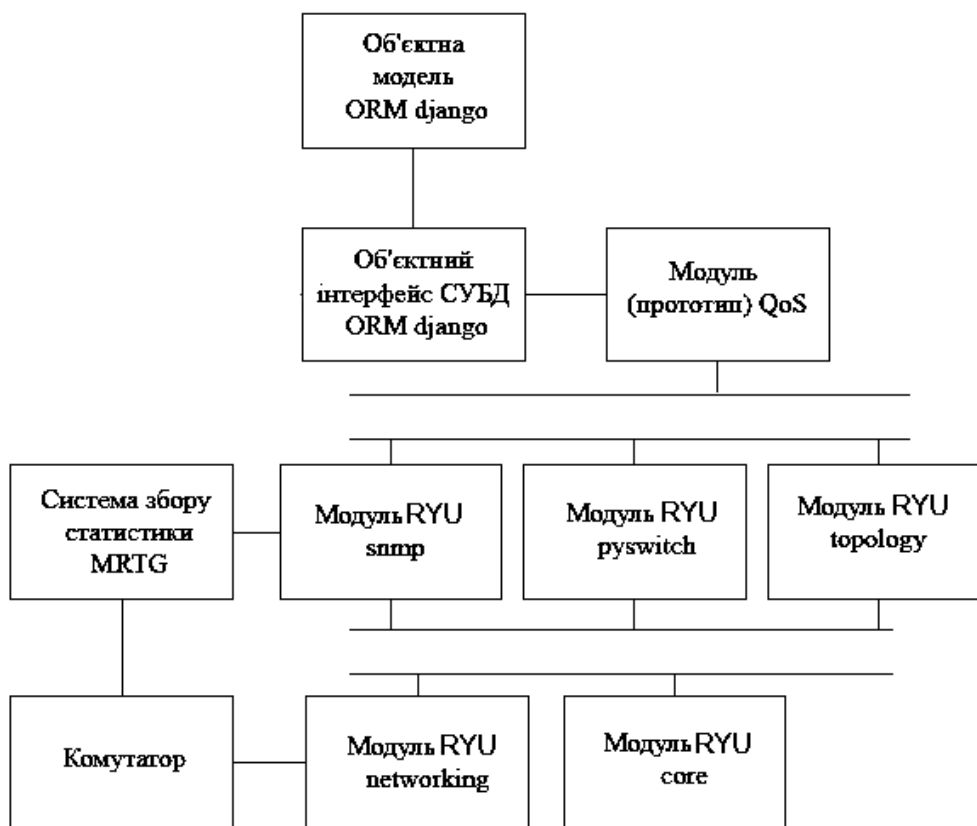 Об'єктна
модель
ORM django
Об'єктний
інтерфейс СУБД
ORM django
Модуль
(прототип) QoS
Система збору
статистики
MRTG
Модуль RYU
snmp
Модуль RYU
pyswitch
Модуль RYU
topology
Комутатор
Модуль RYU
networking
Модуль RYU
core